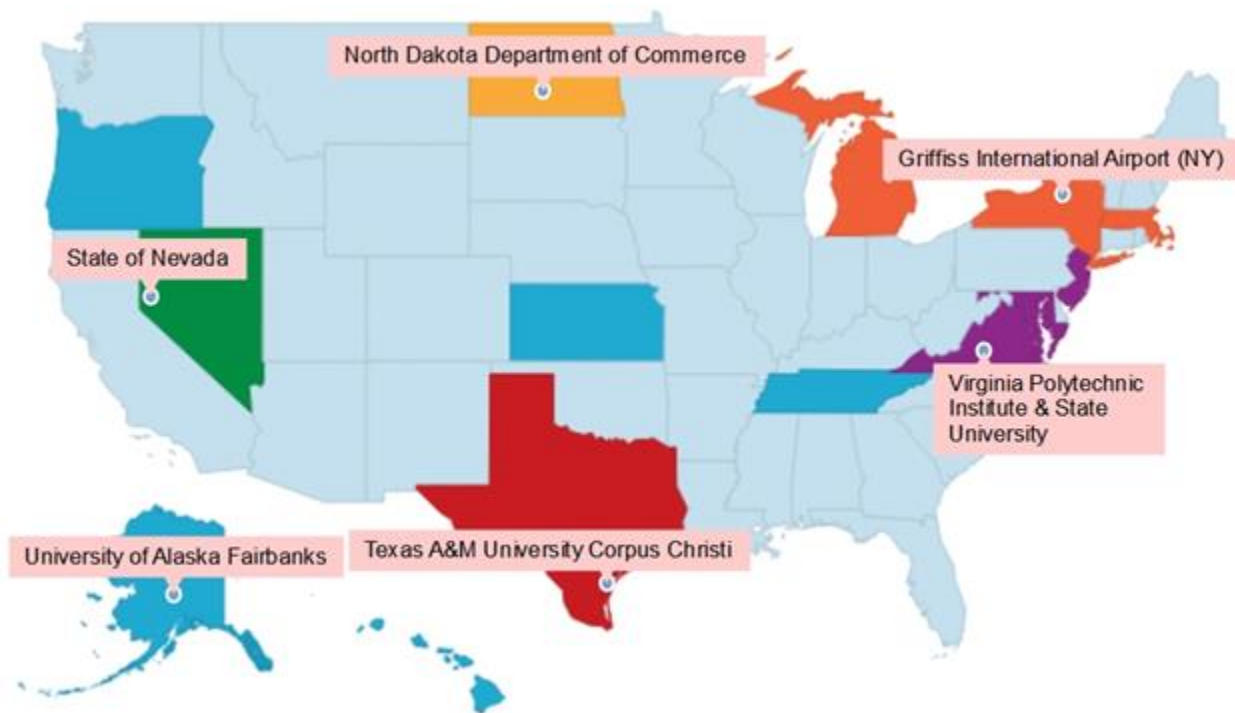 North Dakota Department of Commerce
Griffiss International Airport (NY)
State of Nevada
Virginia Polytechnic
Institute & State
University
University of Alaska Fairbanks
Texas A&M University Corpus Christi